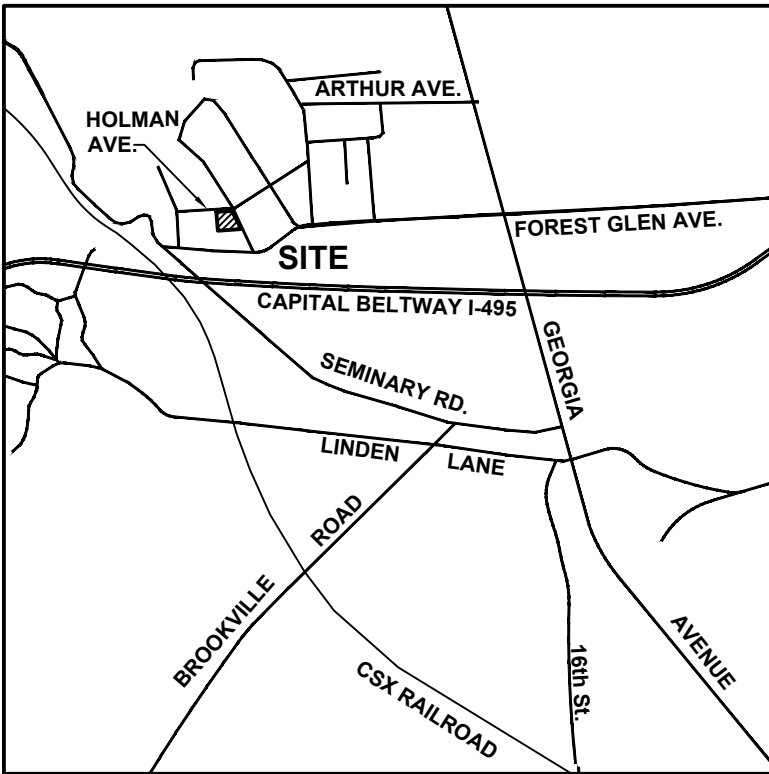 ARTHUR AVE.
HOLMAN
AVE.
FOREST GLEN AVE.
SITE
CAPITAL BELTWAY I-495
GEORGIA
SEMINARY RD.
LINDEN
LANE
ROAD
BROOKVILLE
AVENUE
16th St.
CSX RAILROAD